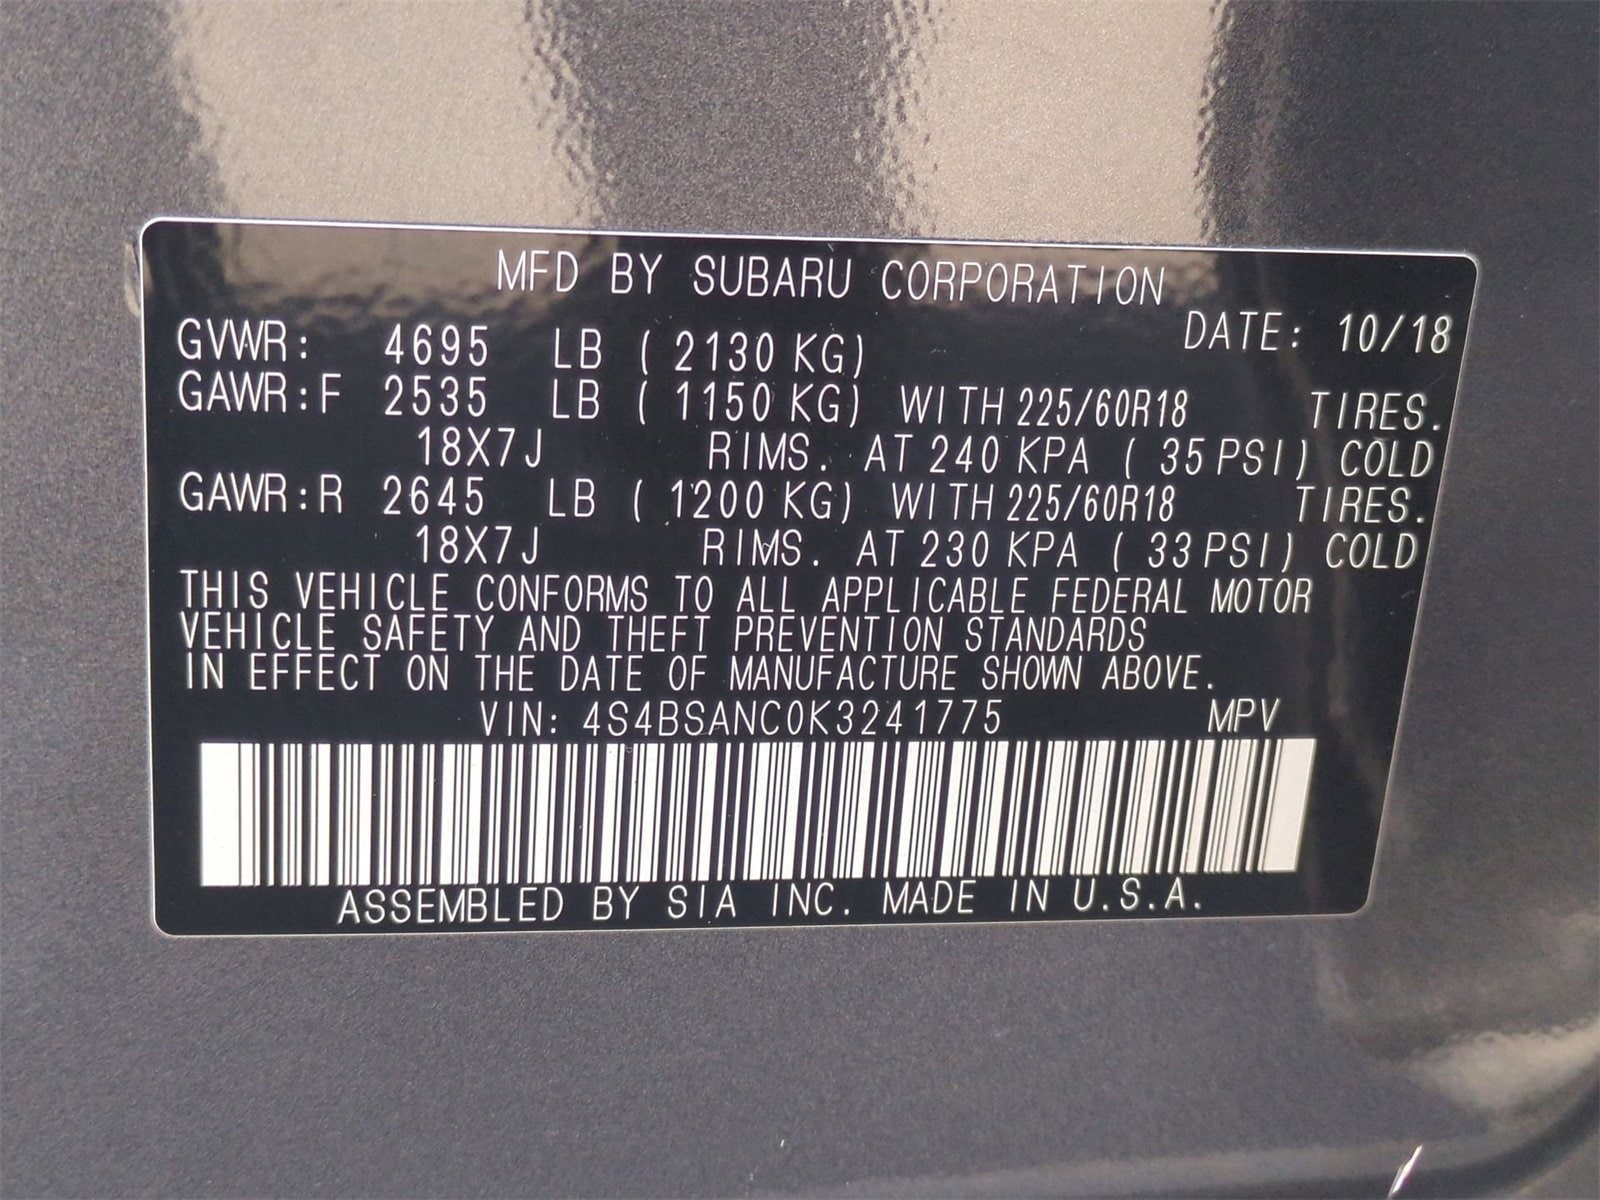 MFD BY SUBARU CORPORATION
DATE: 10/18
GVWR: 4695 LB ( 2130 KG)
GAWR:F 2535 LB ( 1150 KG) WITH 225/60R18 TIRES.
18X7J RIMS. AT 240 KPA ( 35 PSI) COLD
GAWR:R 2645 LB ( 1200 KG) WITH 225/60R18 TIRES.
18X7J RIMS. AT 230 KPA ( 33 PSI) COLD
THIS VEHICLE CONFORMS TO ALL APPLICABLE FEDERAL MOTOR
VEHICLE SAFETY AND THEFT PREVENTION STANDARDS
IN EFFECT ON THE DATE OF MANUFACTURE SHOWN ABOVE.
VIN: 4S4BSANC0K3241775 MPV
ASSEMBLED BY SIA INC. MADE IN U.S.A.